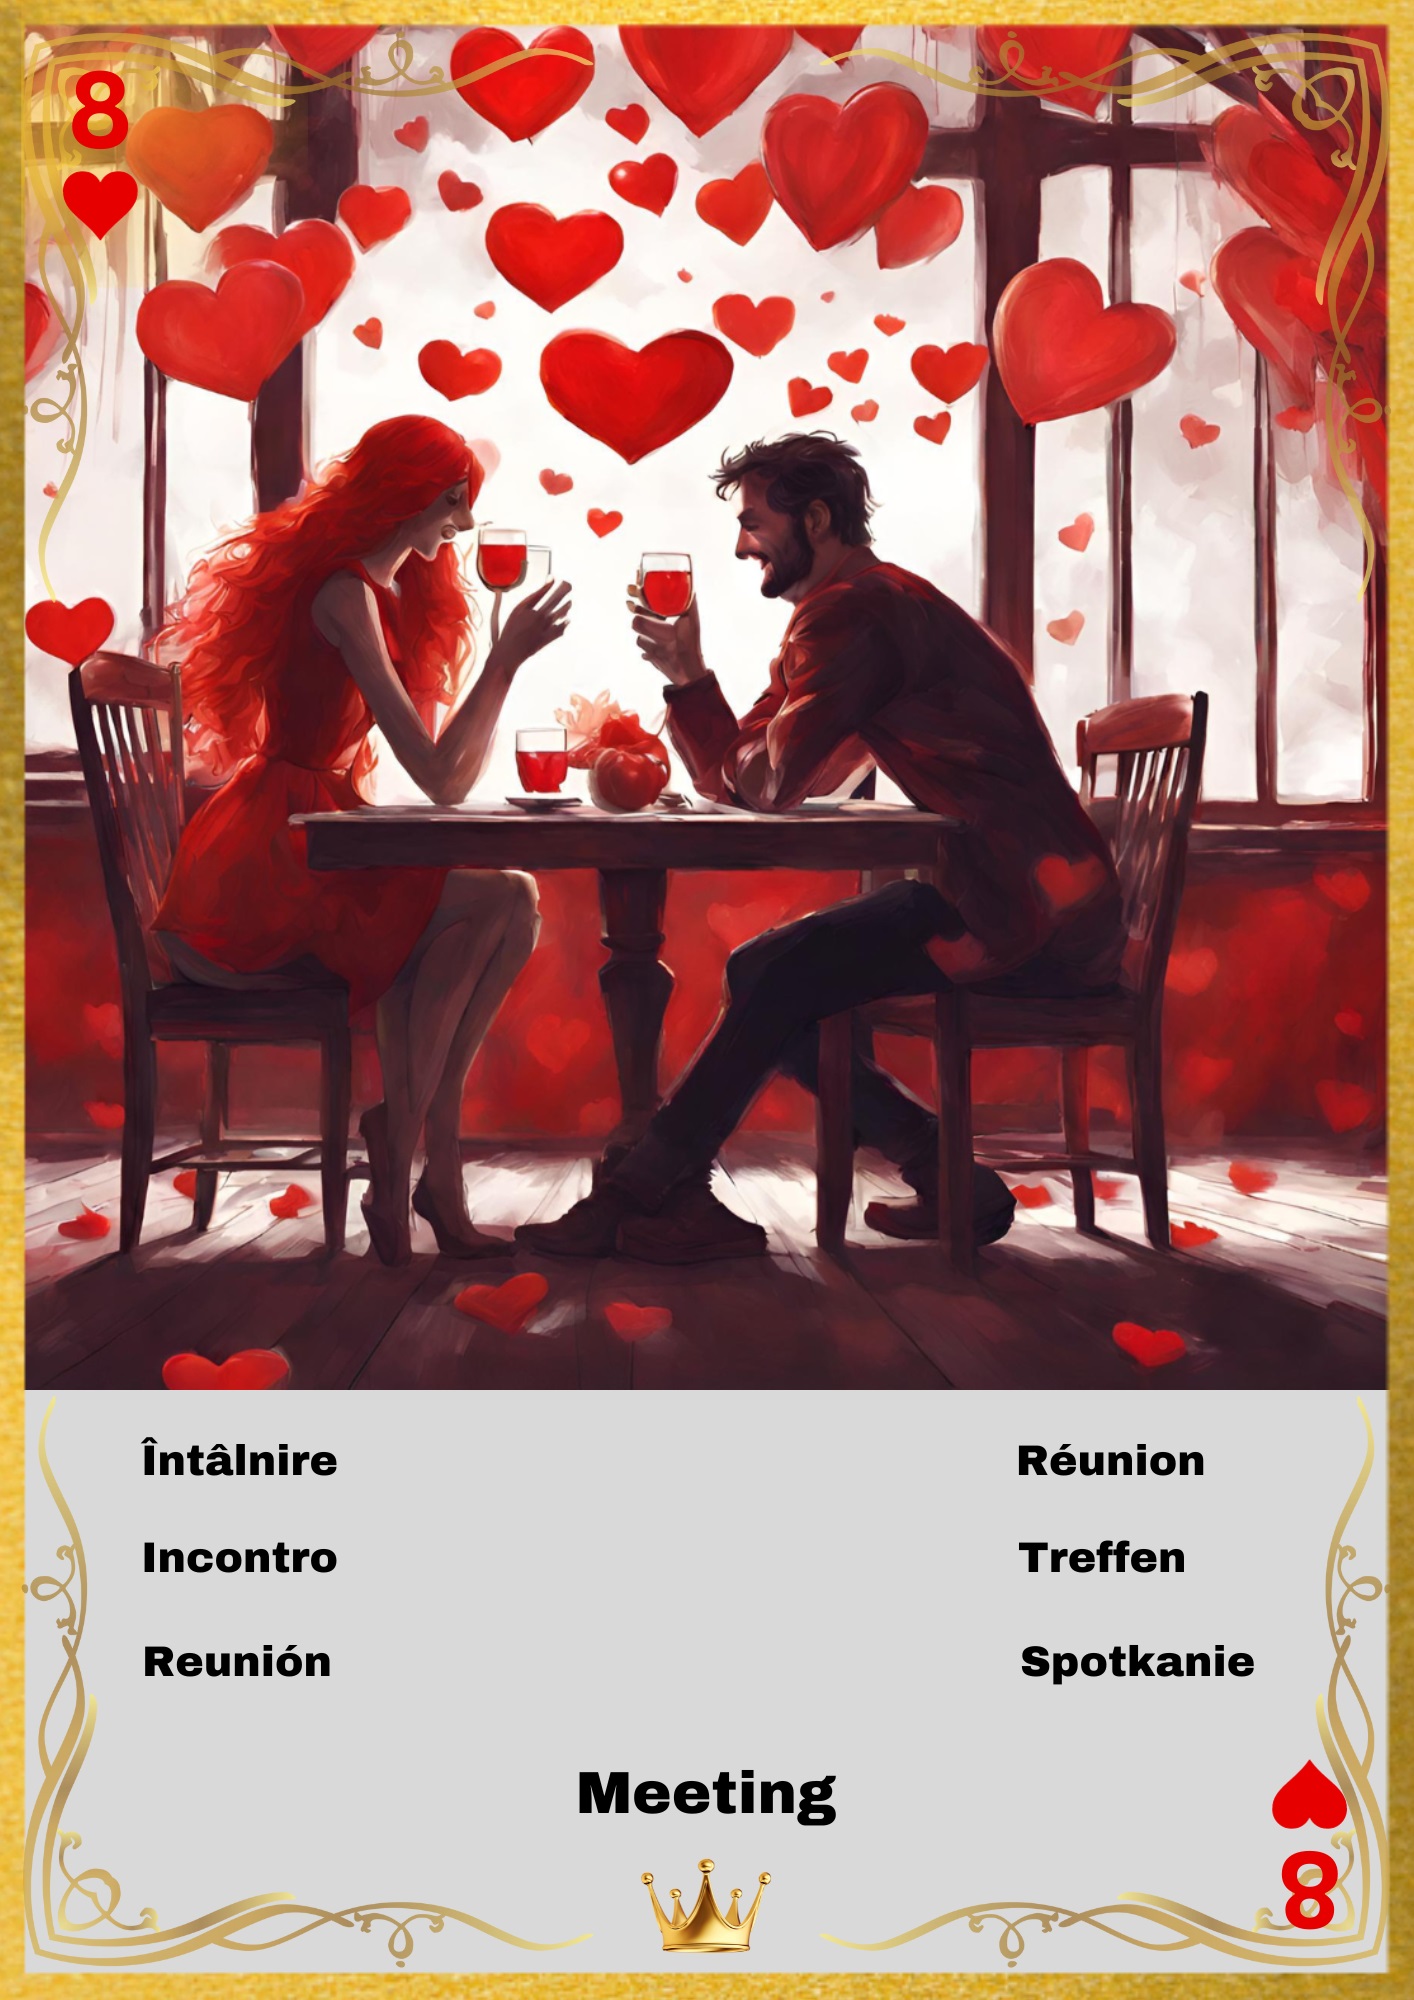 8
Întâlnire
Réunion
Incontro
Treffen
Reunión
Spotkanie
Meeting
8